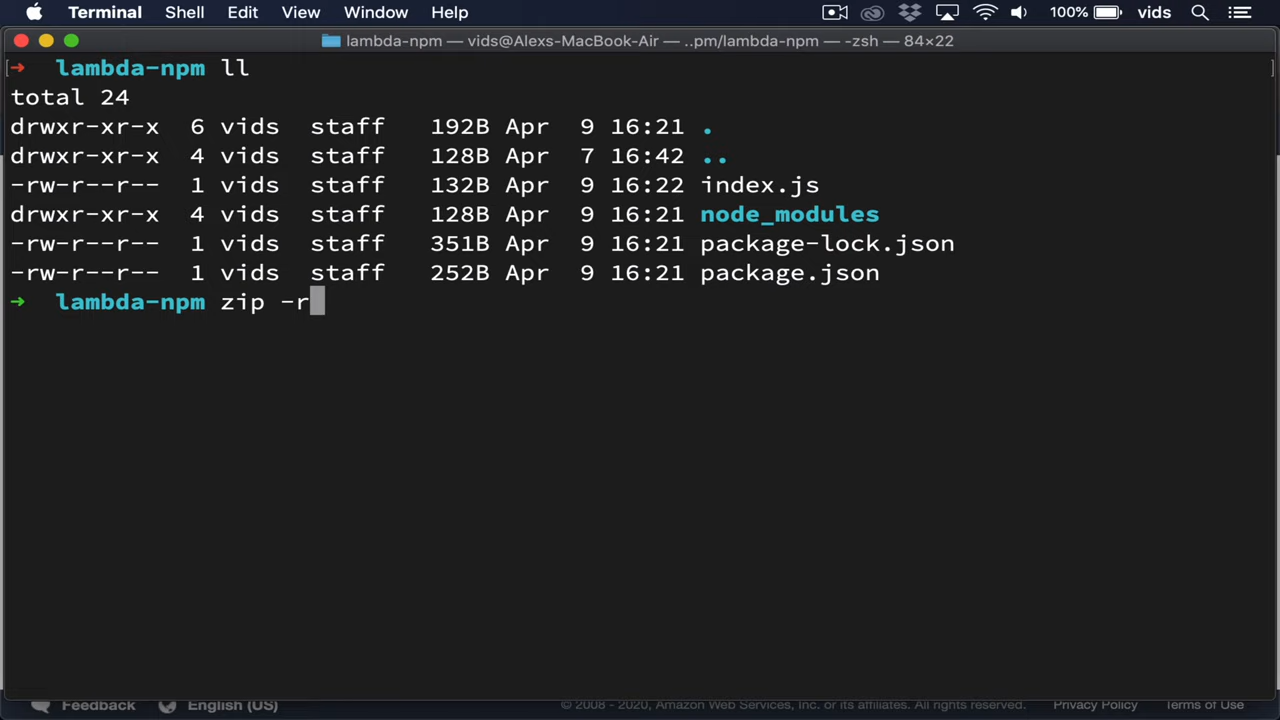 Terminal Shell Edit View Window Help 100% vids
lambda-npm — vids@Alexs-MacBook-Air — ..pm/lambda-npm — -zsh — 84×22
➜ lambda-npm ll
total 24
drwxr-xr-x 6 vids staff 192B Apr 9 16:21 .
drwxr-xr-x 4 vids staff 128B Apr 7 16:42 ..
-rw-r--r-- 1 vids staff 132B Apr 9 16:22 index.js
drwxr-xr-x 4 vids staff 128B Apr 9 16:21 node_modules
-rw-r--r-- 1 vids staff 351B Apr 9 16:21 package-lock.json
-rw-r--r-- 1 vids staff 252B Apr 9 16:21 package.json
➜ lambda-npm zip -r
Feedback English (US) © 2008 - 2020, Amazon Web Services, Inc. or its affiliates. All rights reserved. Privacy Policy Terms of Use